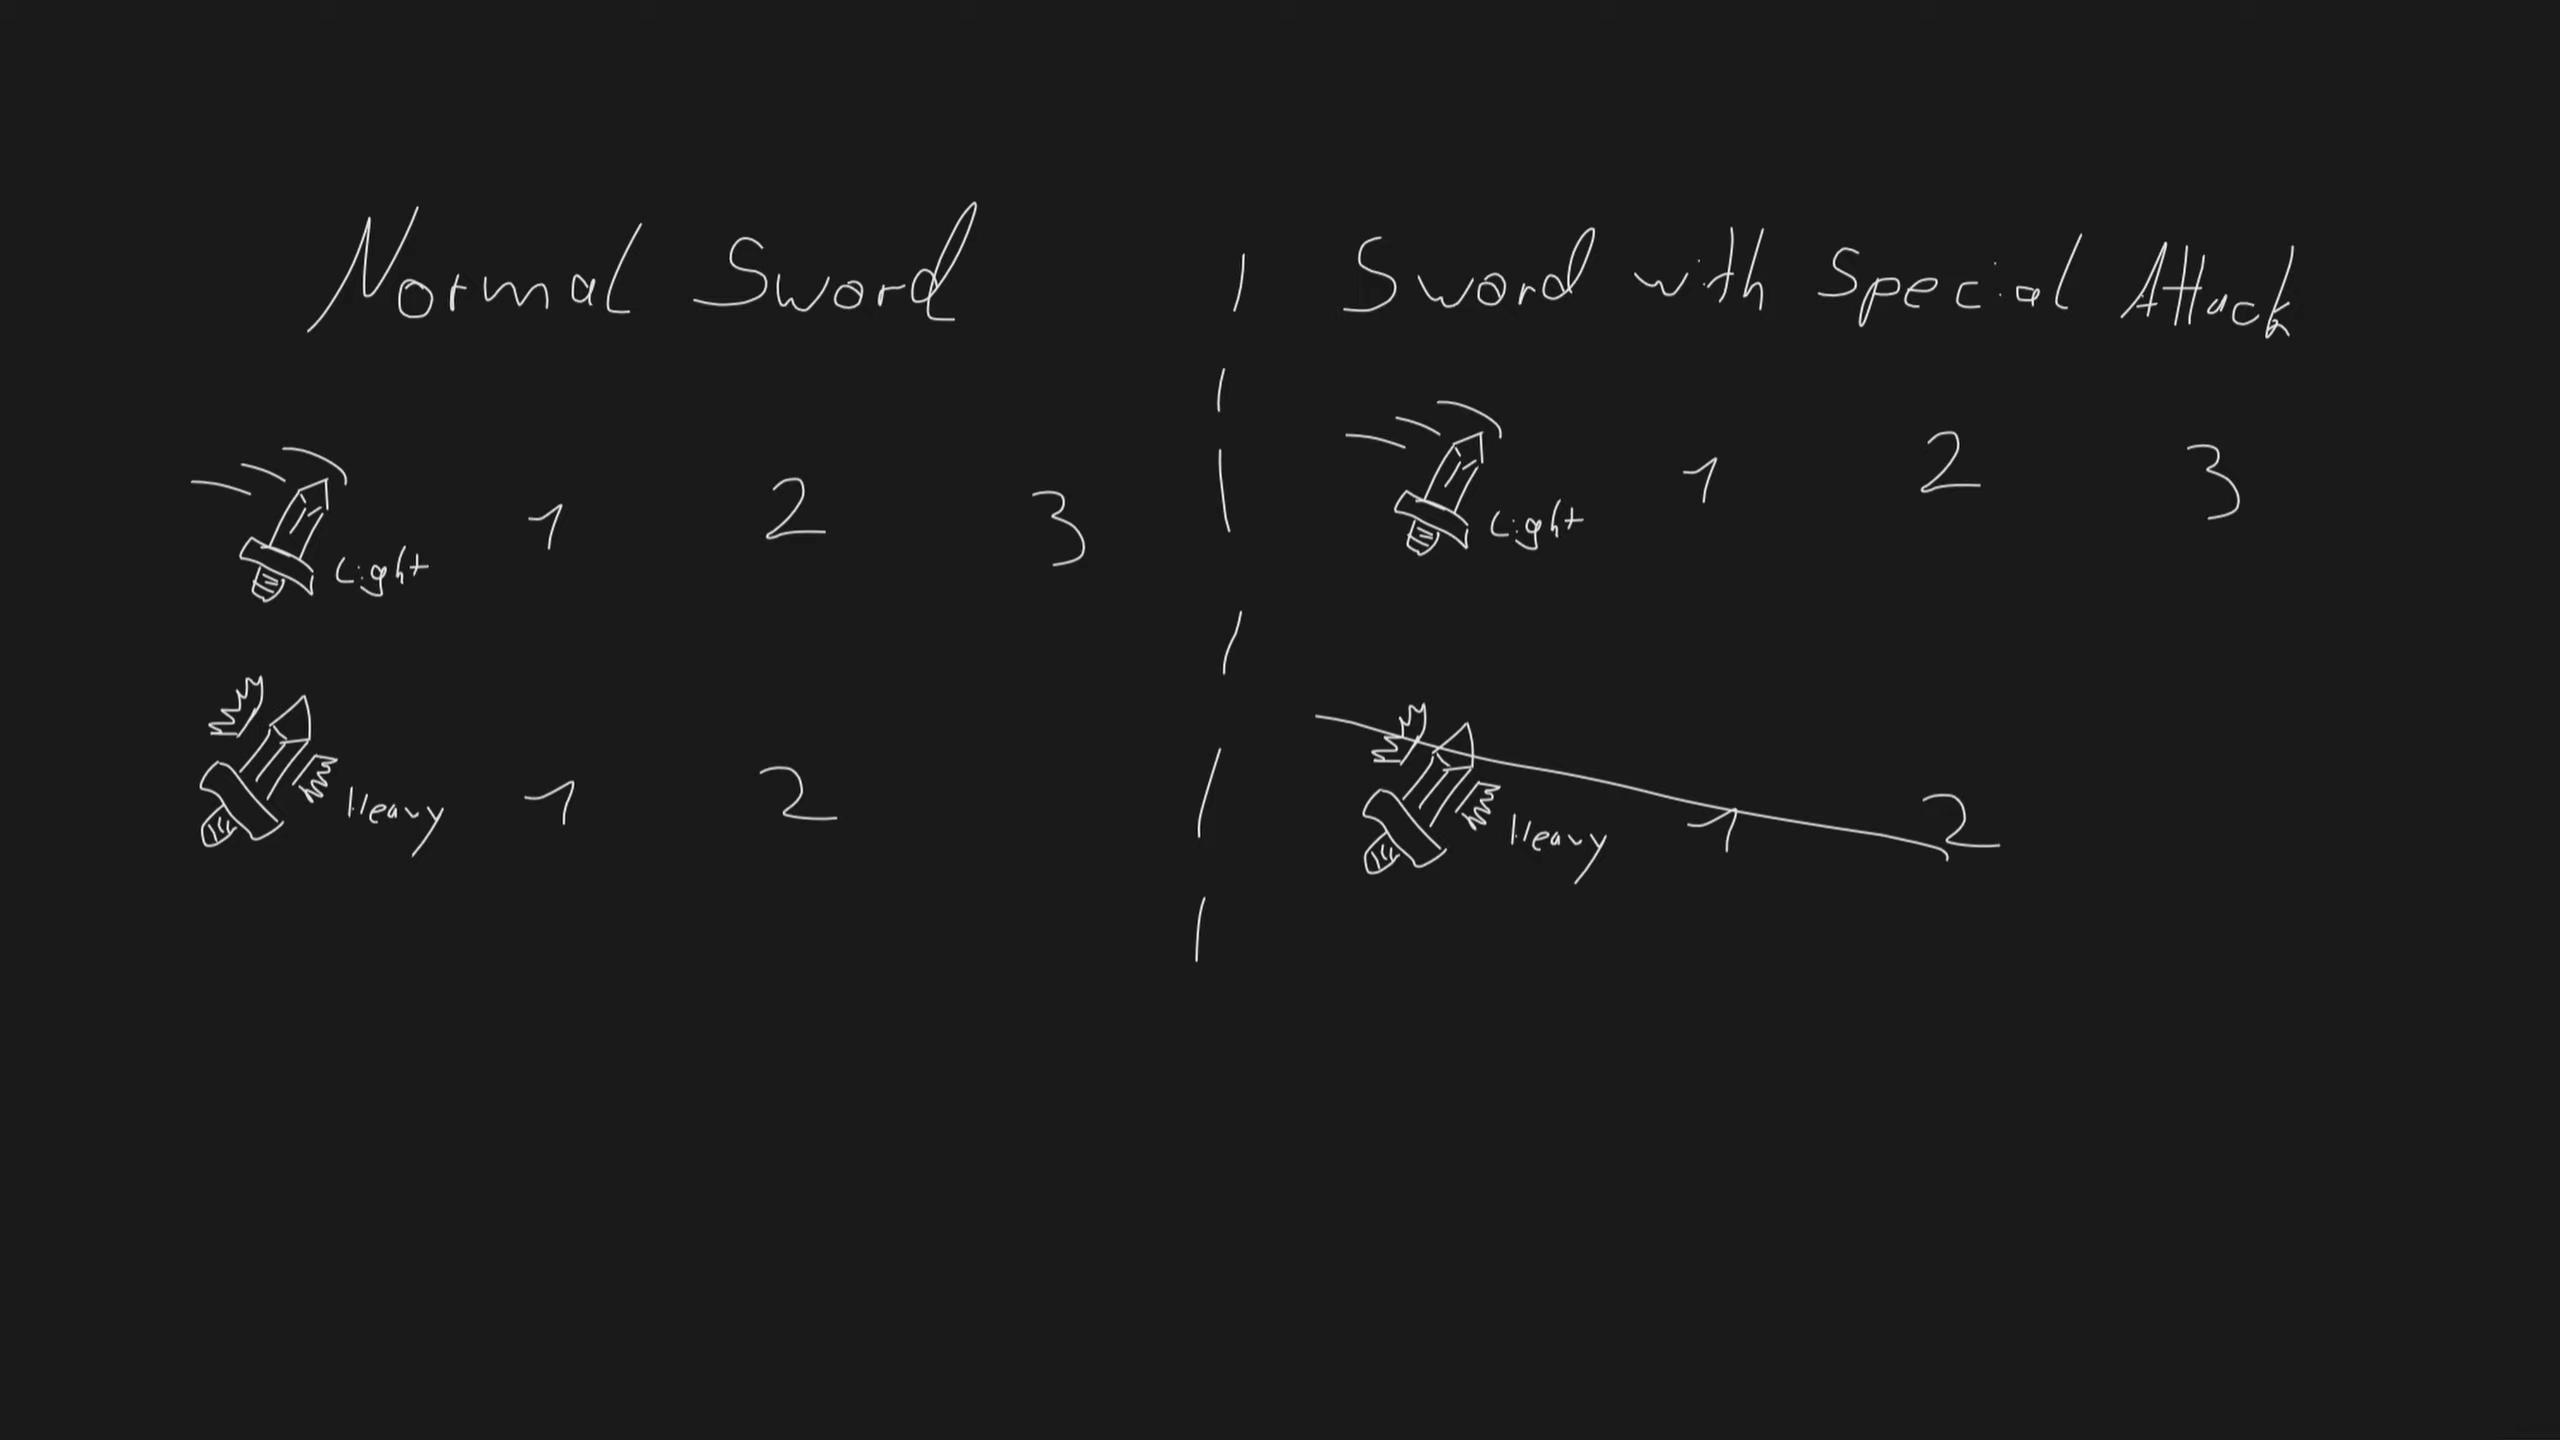 Normal Sword
Light 1 2 3
Heavy 1 2
Sword with Special Attack
Light 1 2 3
Heavy 1 2